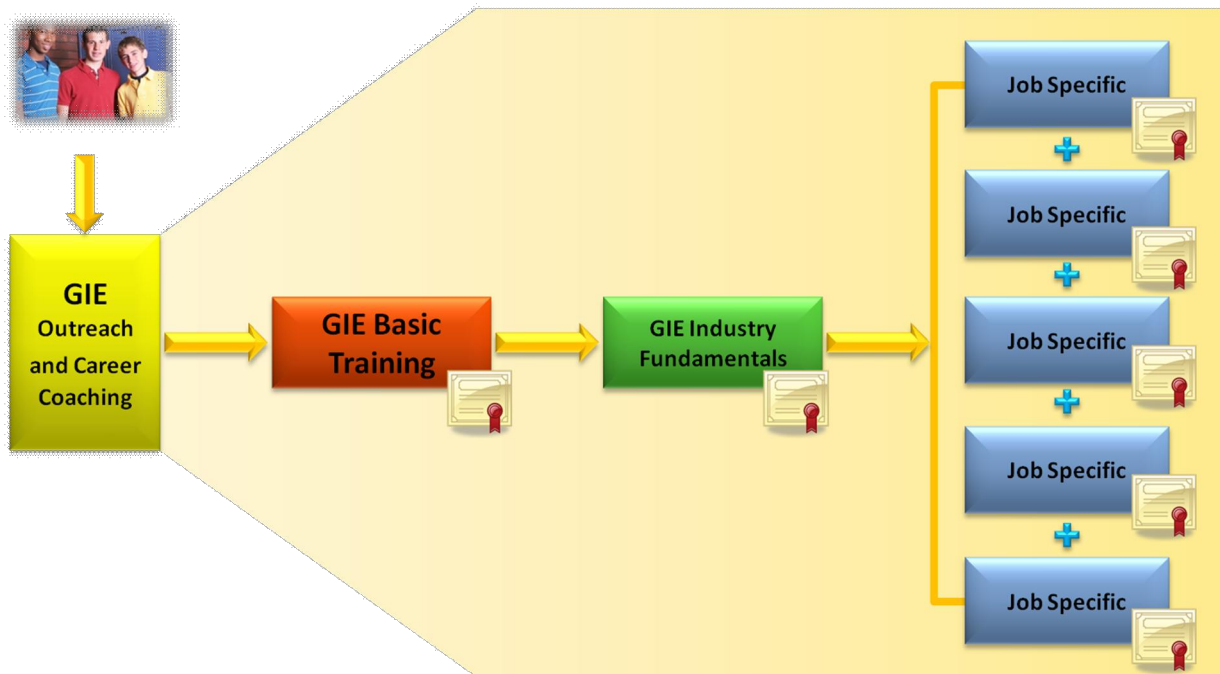 GIE
Outreach
and Career
Coaching
GIE Basic
Training
GIE Industry
Fundamentals
Job Specific
Job Specific
Job Specific
Job Specific
Job Specific